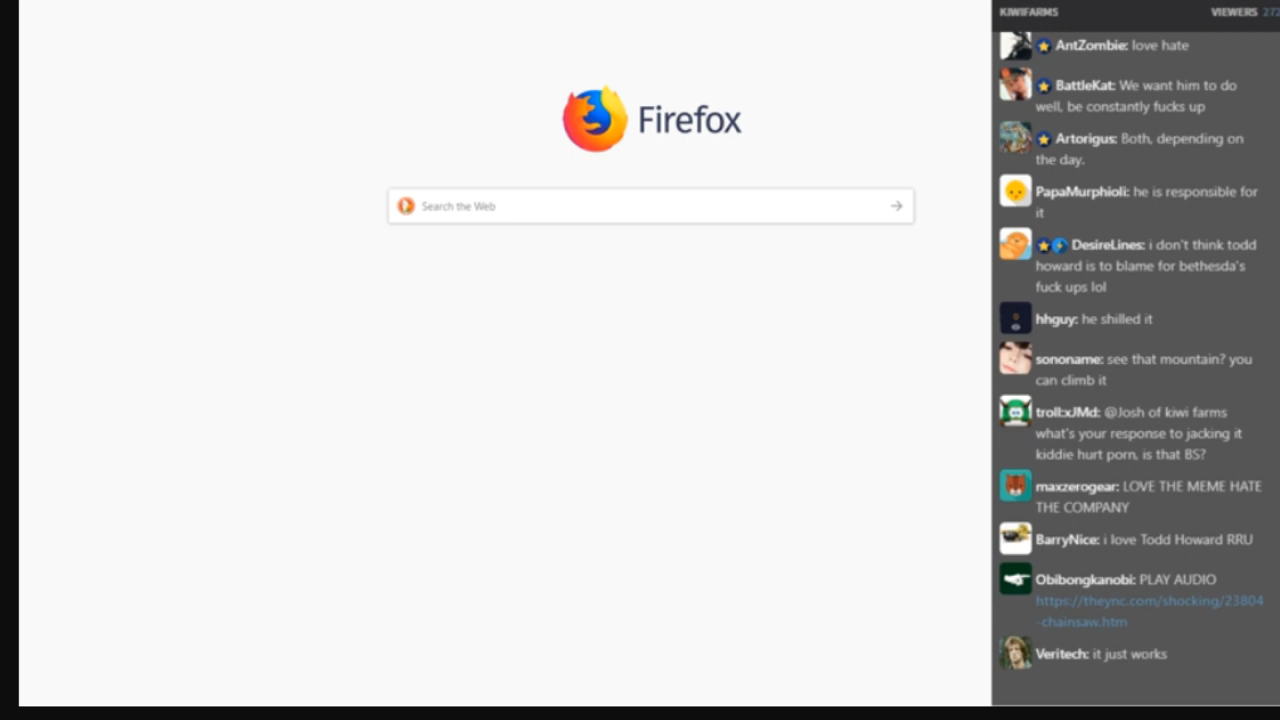 KIWIFARMS
VIEWERS 272
AntZombie: love hate
BattleKat: We want him to do
well, be constantly fucks up
Artorigus: Both, depending on
the day.
PapaMurphioli: he is responsible for
it
DesireLines: i don't think todd
howard is to blame for bethesda's
fuck ups lol
hhguy: he shilled it
sononame: see that mountain? you
can climb it
troll:xJMd: @Josh of kiwi farms
what's your response to jacking it
kiddie hurt porn, is that BS?
maxzerogear: LOVE THE MEME HATE
THE COMPANY
BarryNice: i love Todd Howard RRU
Obibongkanobi: PLAY AUDIO
https://theync.com/shocking/23804
-chainsaw.htm
Veritech: it just works
Firefox
Search the Web